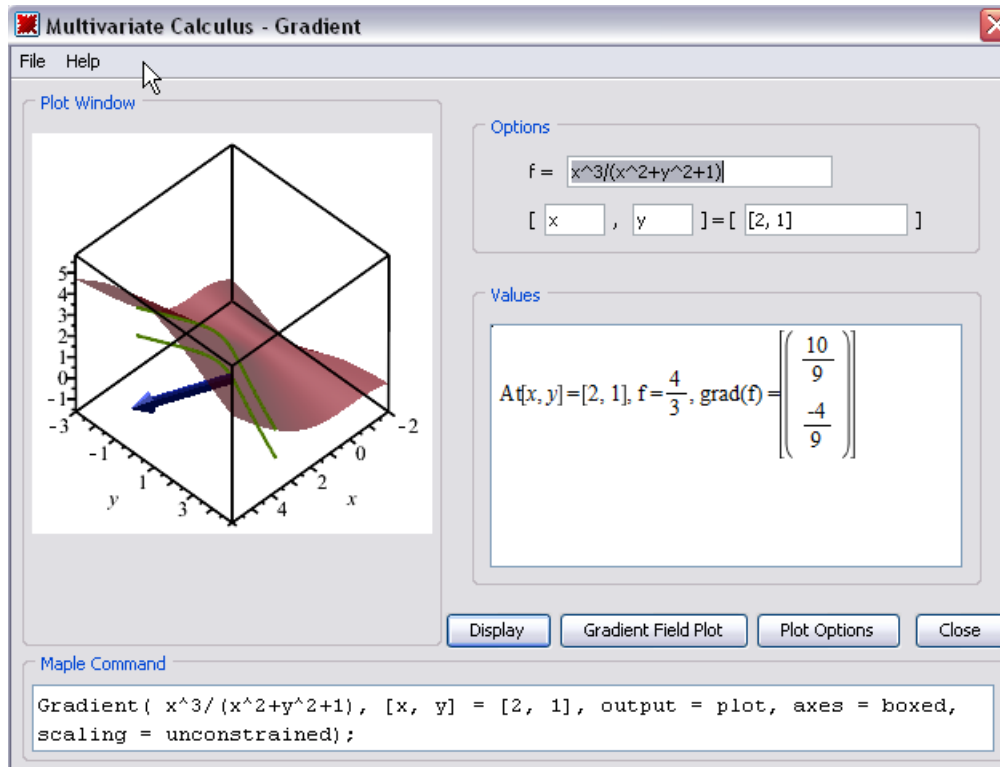 Multivariate Calculus - Gradient
File Help
Plot Window
5
4
3
2
1
0
-1
-3
-1
1
3
y
4
2
0
-2
x
Options
f = x^3/(x^2+y^2+1)
[ x , y ] = [ [2, 1] ]
Values
At[x, y] = [2, 1], f = 4/3, grad(f) = [( 10/9
-4/9 )]
Display Gradient Field Plot Plot Options Close
Maple Command
Gradient( x^3/(x^2+y^2+1), [x, y] = [2, 1], output = plot, axes = boxed,
scaling = unconstrained);